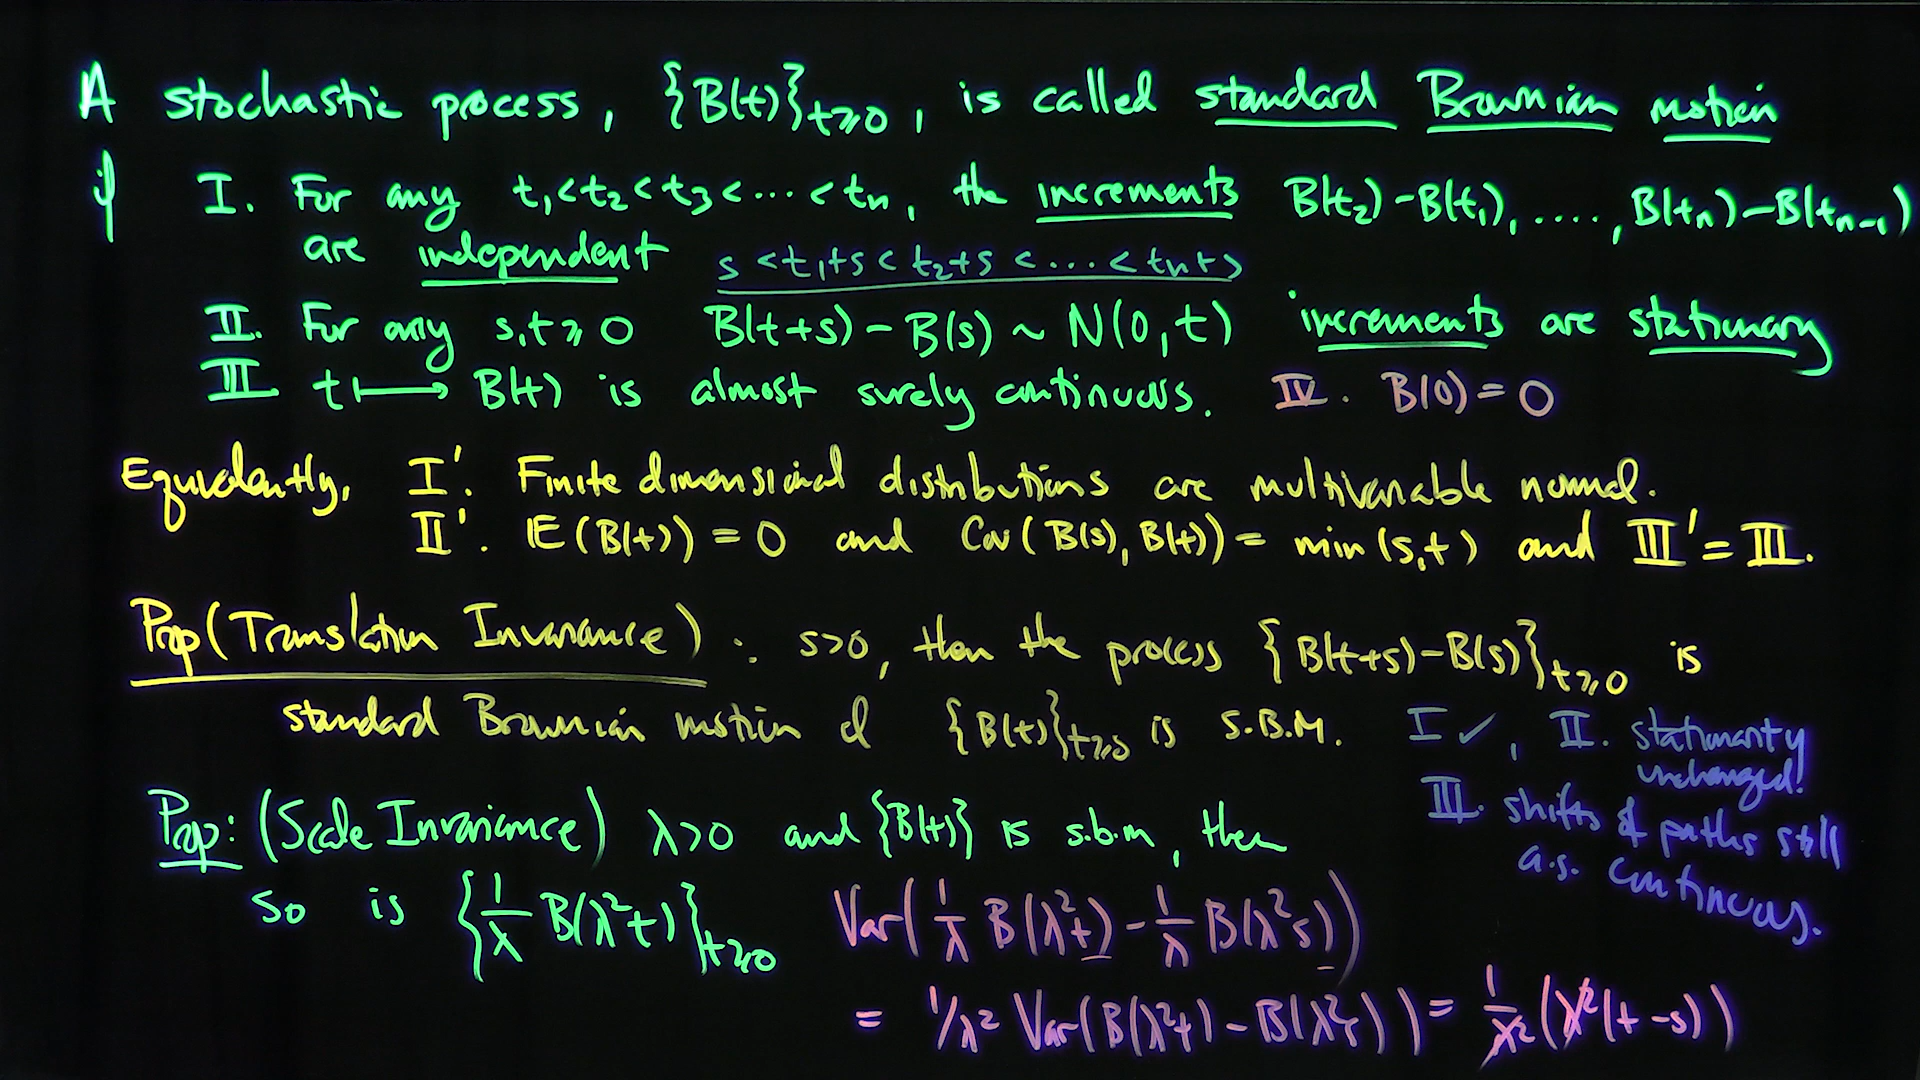 A stochastic process, {B(t)}_{t⩾0}, is called standard Brownian motion
if I. For any t₁<t₂<t₃<...<tₙ, the increments B(t₂)-B(t₁),....,B(tₙ)-B(tₙ₋₁)
are independent s<t₁+s<t₂+s<...<tₙ+s
II. For any s,t⩾0 B(t+s)-B(s)~N(0,t) increments are stationary
III t⟼B(t) is almost surely continuous. IV. B(0)=0
Equivalently, I'. Finite dimensional distributions are multivariable normal.
II'. E(B(t))=0 and Cov(B(s),B(t))=min(s,t) and III'=III.
Prop(Translation Invariance): s>0, then the process {B(t+s)-B(s)}_{t⩾0} is
standard Brownian motion if {B(t)}_{t⩾0} is S.B.M.
I ✓, II. stationarity
unchanged!
III. shifts of paths still
a.s. continuous.
Prop: (Scale Invariance) λ>0 and {B(t)} is s.b.m, then
so is {1/λ B(λ²t)}_{t⩾0}
Var(1/λ B(λ²t)-1/λ B(λ²s))
= 1/λ² Var(B(λ²t)-B(λ²s))=1/λ²(λ²(t-s))